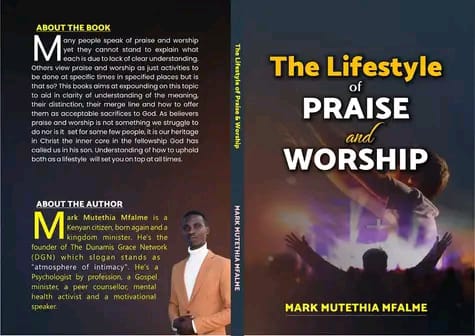 ABOUT THE BOOK
Many people speak of praise and worship
yet they cannot stand to explain what
each is due to lack of clear understanding.
Others view praise and worship as just activities to
be done at specific times in specified places but is
that so? This books aims at expounding on this topic
to aid in clarity of understanding of the meaning,
their distinction, their merge line and how to offer
them as acceptable sacrifices to God. As believers
praise and worship is not something we struggle to
do nor is it set for some few people, it is our heritage
in Christ the inner core in the fellowship God has
called us in his son. Understanding of how to uphold
both as a lifestyle will set you on top at all times.
ABOUT THE AUTHOR
Mark Mutethia Mfalme is a
Kenyan citizen, born again and a
kingdom minister. He's the
founder of The Dunamis Grace Network
(DGN) which slogan stands as
"atmosphere of intimacy". He's a
Psychologist by profession, a Gospel
minister, a peer counsellor, mental
health activist and a motivational
speaker.
The Lifestyle of Praise & Worship
MARK MUTETHIA MFALME
The Lifestyle
of
PRAISE
and
WORSHIP
MARK MUTETHIA MFALME